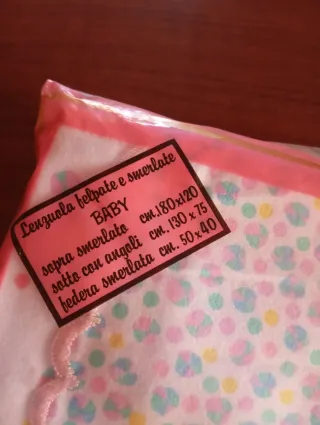 Lenzuola felpate e smerlate
BABY
sopra smerlato cm.180x120
sotto con angoli cm. 130 x 75
federa smerlata cm. 50x40